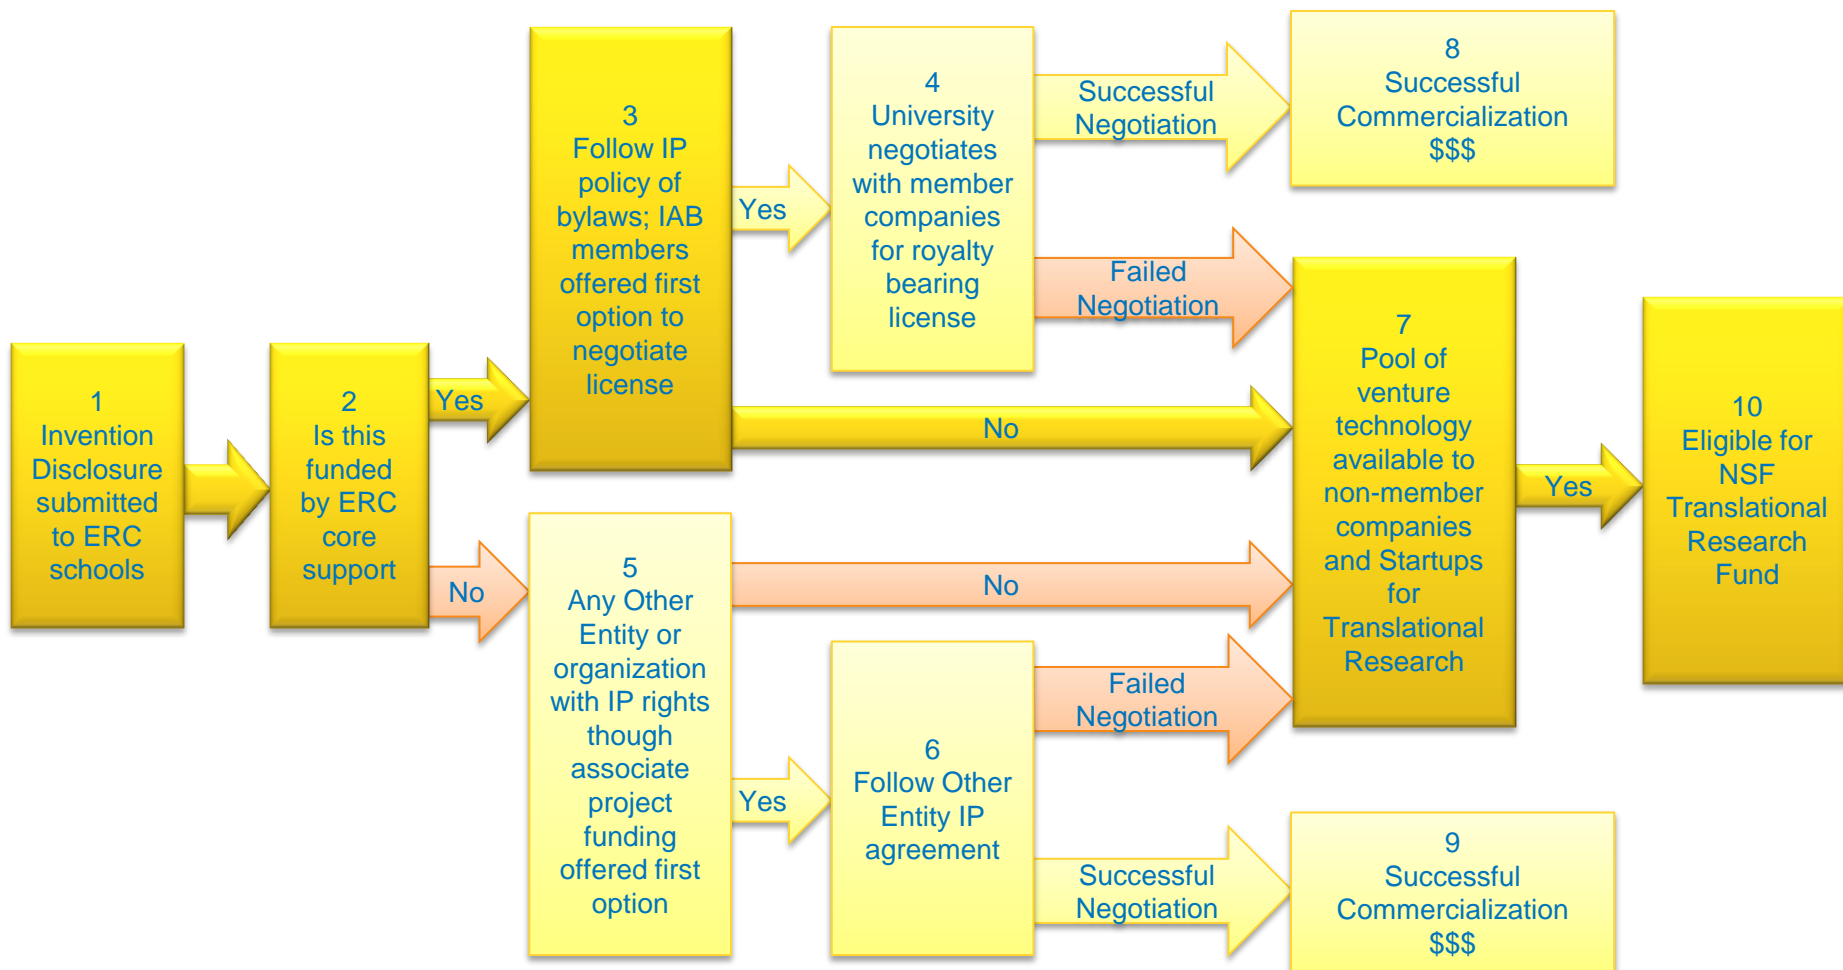 1
Invention
Disclosure
submitted
to ERC
schools
2
Is this
funded
by ERC
core
support
Yes
No
3
Follow IP
policy of
bylaws; IAB
members
offered first
option to
negotiate
license
Yes
No
4
University
negotiates
with member
companies
for royalty
bearing
license
Successful
Negotiation
Failed
Negotiation
5
Any Other
Entity or
organization
with IP rights
though
associate
project
funding
offered first
option
No
Yes
6
Follow Other
Entity IP
agreement
Failed
Negotiation
Successful
Negotiation
7
Pool of
venture
technology
available to
non-member
companies
and Startups
for
Translational
Research
Yes
8
Successful
Commercialization
$$$
9
Successful
Commercialization
$$$
10
Eligible for
NSF
Translational
Research
Fund